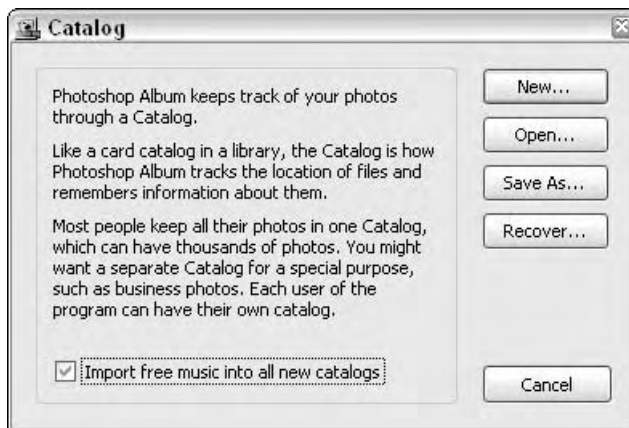 Catalog
Photoshop Album keeps track of your photos
through a Catalog.
Like a card catalog in a library, the Catalog is how
Photoshop Album tracks the location of files and
remembers information about them.
Most people keep all their photos in one Catalog,
which can have thousands of photos. You might
want a separate Catalog for a special purpose,
such as business photos. Each user of the
program can have their own catalog.
Import free music into all new catalogs
New...
Open...
Save As...
Recover...
Cancel